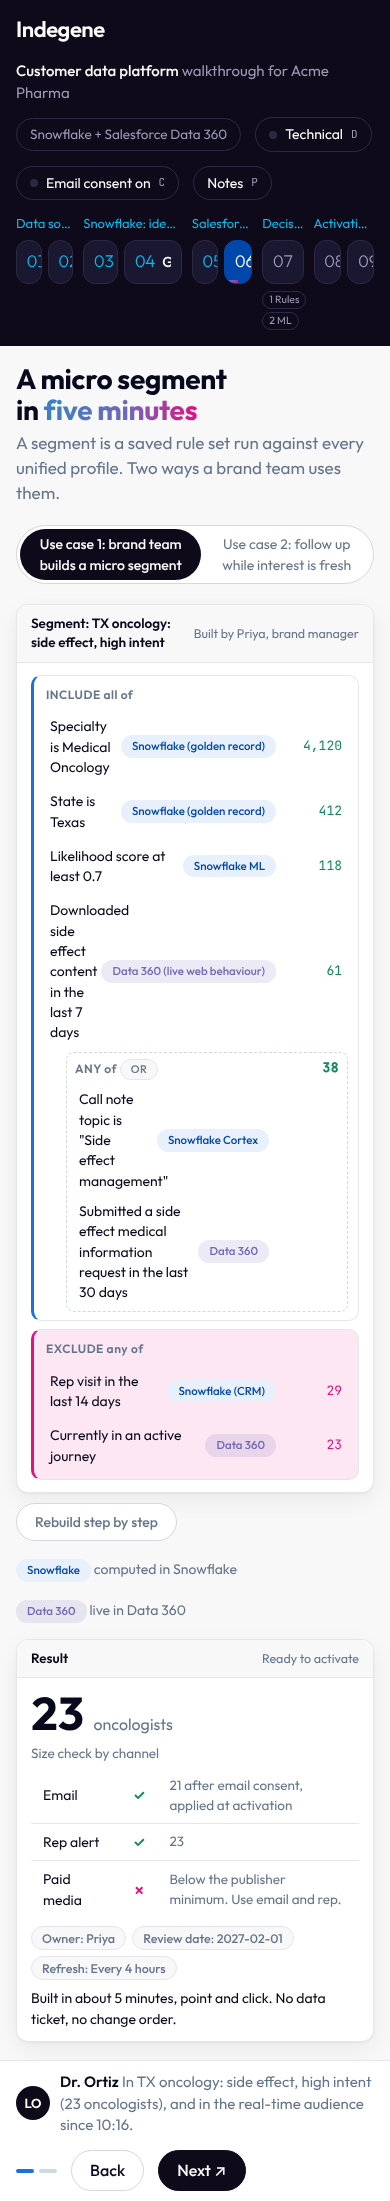 Indegene
Customer data platform walkthrough for Acme
Pharma
Snowflake + Salesforce Data 360
Technical D
Email consent on C
Notes P
Data so... Snowflake: ide... Salesfor... Decis... Activati...
01 02 03 04 G 05 06 07 08 09
1 Rules
2 ML
A micro segment
in five minutes
A segment is a saved rule set run against every
unified profile. Two ways a brand team uses
them.
Use case 1: brand team
builds a micro segment
Use case 2: follow up
while interest is fresh
Segment: TX oncology:
side effect, high intent
Built by Priya, brand manager
INCLUDE all of
Specialty
is Medical
Oncology
Snowflake (golden record)
4,120
State is
Texas
Snowflake (golden record)
412
Likelihood score at
least 0.7
Snowflake ML
118
Downloaded
side
effect
content
in the
last 7
days
Data 360 (live web behaviour)
61
ANY of OR
38
Call note
topic is
"Side
effect
management"
Snowflake Cortex
Submitted a side
effect medical
information
request in the last
30 days
Data 360
EXCLUDE any of
Rep visit in the
last 14 days
Snowflake (CRM)
29
Currently in an active
journey
Data 360
23
Rebuild step by step
Snowflake computed in Snowflake
Data 360 live in Data 360
Result
Ready to activate
23 oncologists
Size check by channel
Email ✓ 21 after email consent,
applied at activation
Rep alert ✓ 23
Paid
media
✕ Below the publisher
minimum. Use email and rep.
Owner: Priya
Review date: 2027-02-01
Refresh: Every 4 hours
Built in about 5 minutes, point and click. No data
ticket, no change order.
LO
Dr. Ortiz In TX oncology: side effect, high intent
(23 oncologists), and in the real-time audience
since 10:16.
Back
Next ↗